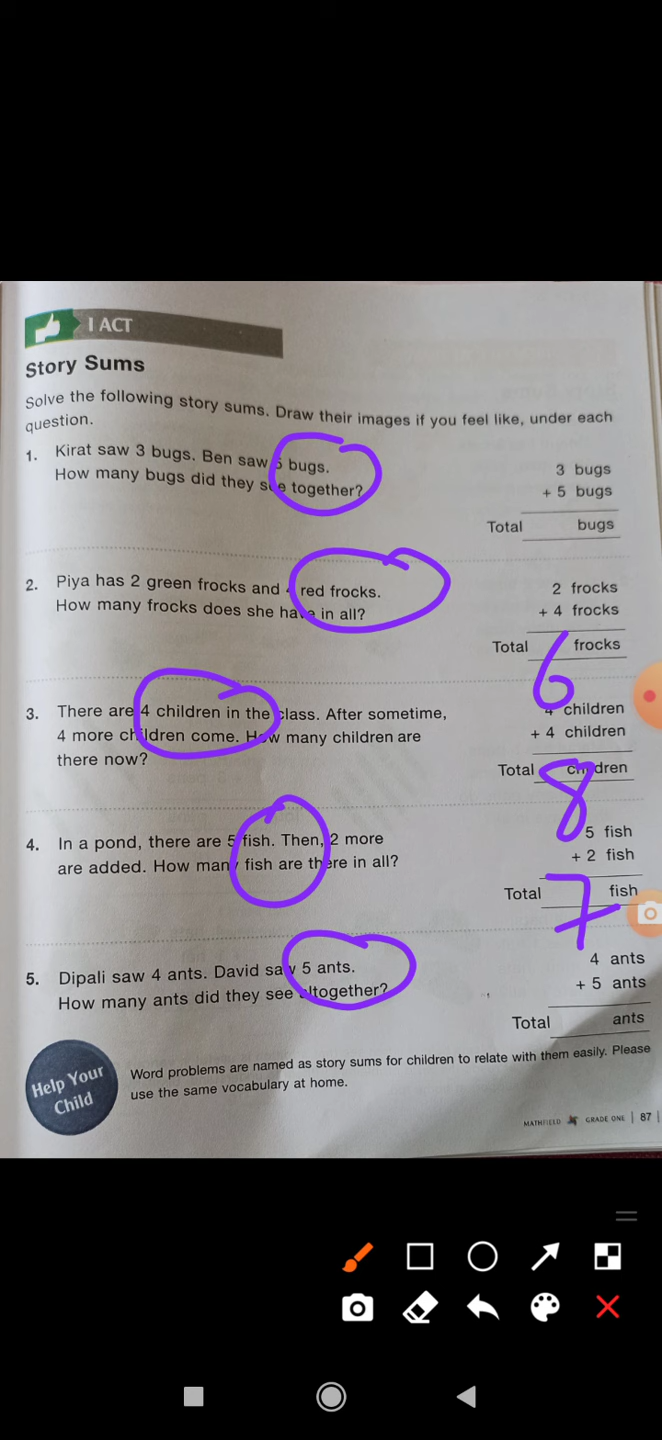 I ACT
Story Sums
Solve the following story sums. Draw their images if you feel like, under each
question.
1. Kirat saw 3 bugs. Ben saw 5 bugs.
How many bugs did they see together?
3 bugs
+ 5 bugs
Total bugs
2. Piya has 2 green frocks and 4 red frocks.
How many frocks does she have in all?
2 frocks
+ 4 frocks
Total frocks
6
3. There are 4 children in the class. After sometime,
4 more children come. How many children are
there now?
4 children
+ 4 children
Total children
8
4. In a pond, there are 5 fish. Then, 2 more
are added. How many fish are there in all?
5 fish
+ 2 fish
Total fish
7
5. Dipali saw 4 ants. David saw 5 ants.
How many ants did they see altogether?
4 ants
+ 5 ants
Total ants
Help Your
Child
Word problems are named as story sums for children to relate with them easily. Please
use the same vocabulary at home.
MATHFIELD GRADE ONE | 87 |